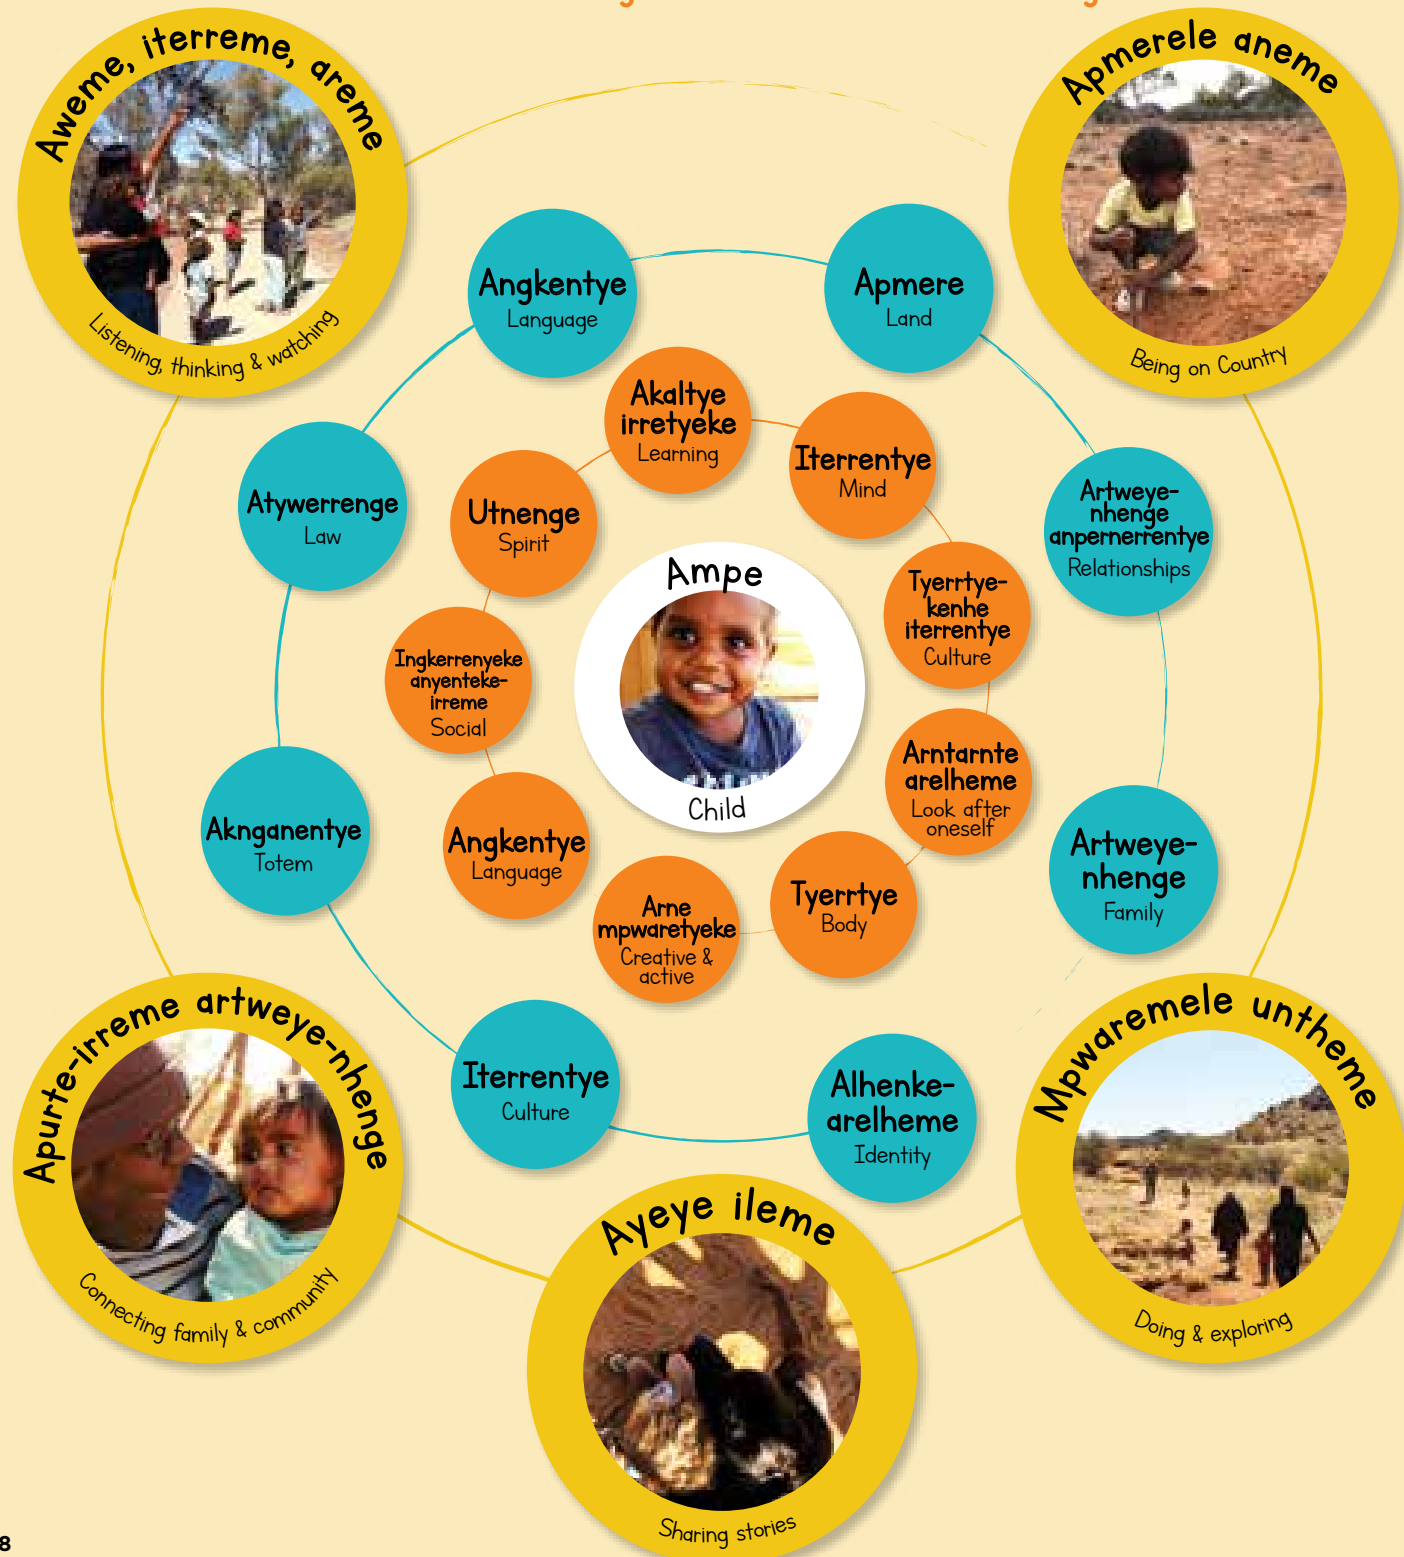 Aweme, iterreme, areme
Listening, thinking & watching
Apmerele aneme
Being on Country
Angkentye
Language
Apmere
Land
Artweye-
nhenge
anpernerrentye
Relationships
Artweye-
nhenge
Family
Alhenke-
arelheme
Identity
Iterrentye
Culture
Aknganentye
Totem
Atywerrenge
Law
Akaltye
irretyeke
Learning
Iterrentye
Mind
Tyerrtye-
kenhe
iterrentye
Culture
Arntarnte
arelheme
Look after
oneself
Tyerrtye
Body
Arne
mpwaretyeke
Creative &
active
Angkentye
Language
Ingkerrenyeke
anyenteke-
irreme
Social
Utnenge
Spirit
Ampe
Child
Apurte-irreme artweye-nhenge
Connecting family & community
Mpwaremele untheme
Doing & exploring
Ayeye ileme
Sharing stories
8